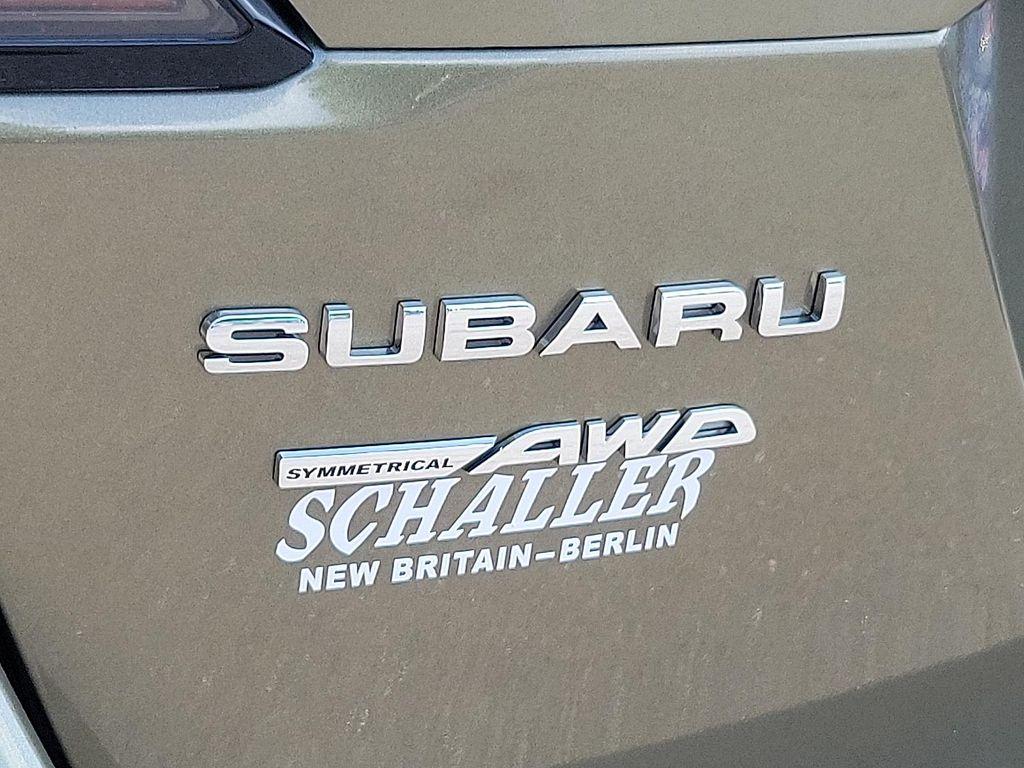 SUBARU
SYMMETRICAL AWD
SCHALLER
NEW BRITAIN–BERLIN